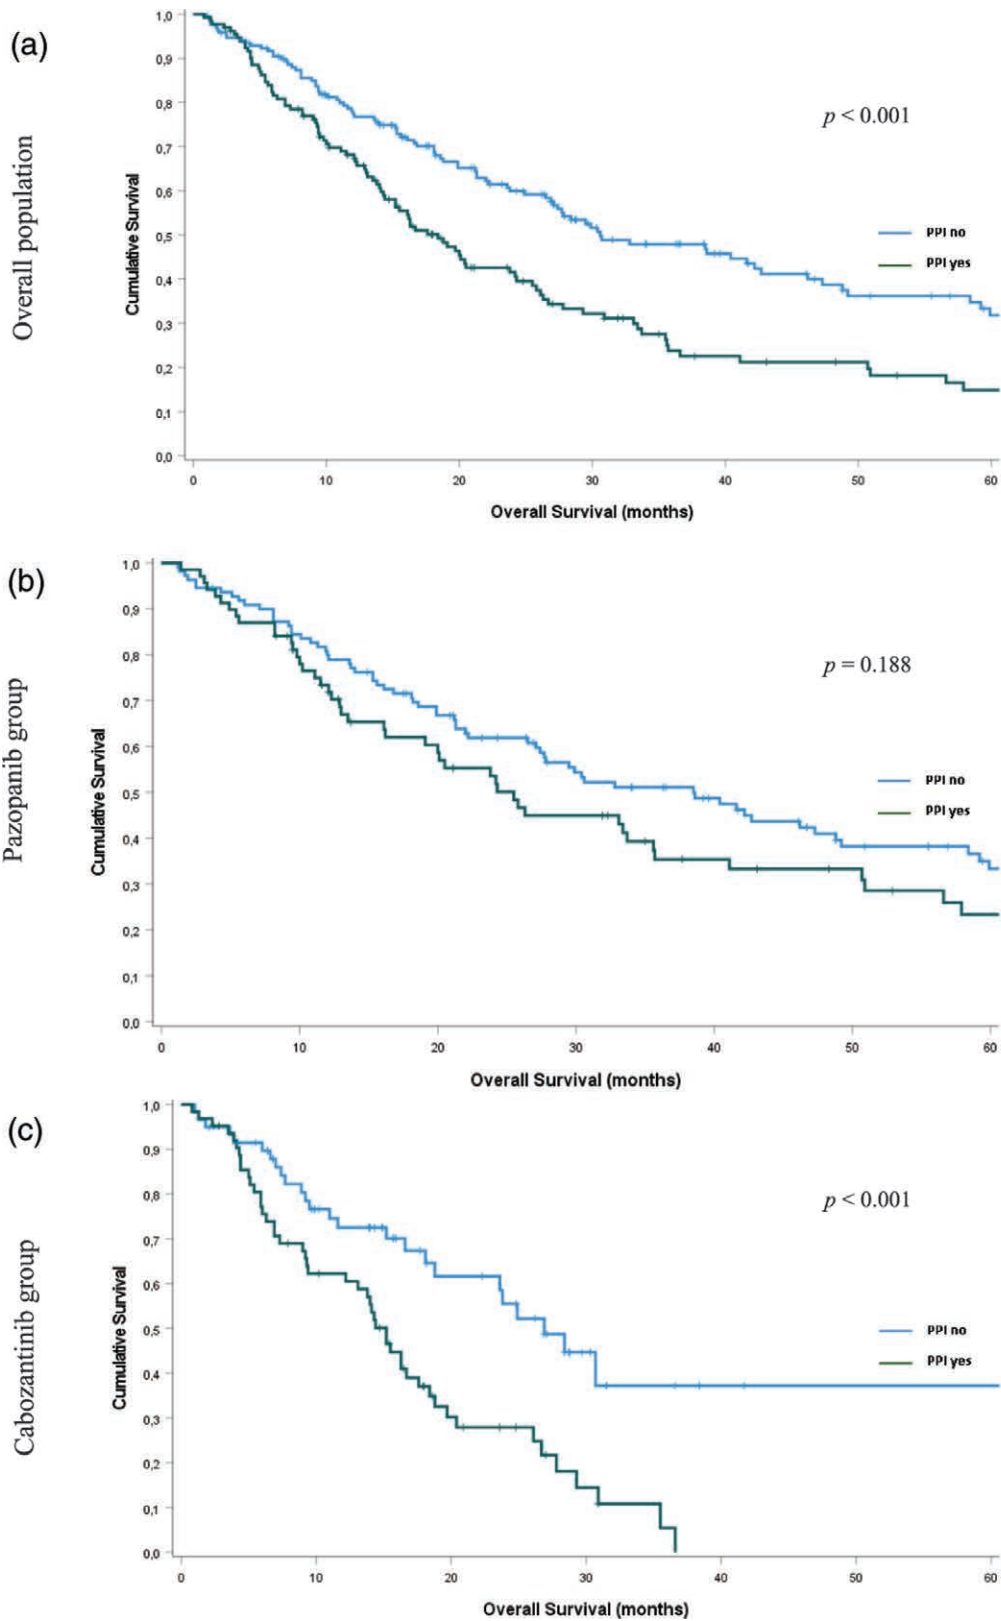 (a)
Overall population
Cumulative Survival
1,0
0,9
0,8
0,7
0,6
0,5
0,4
0,3
0,2
0,1
0,0
p < 0.001
PPI no
PPI yes
0 10 20 30 40 50 60
Overall Survival (months)
(b)
Pazopanib group
Cumulative Survival
1,0
0,9
0,8
0,7
0,6
0,5
0,4
0,3
0,2
0,1
0,0
p = 0.188
PPI no
PPI yes
0 10 20 30 40 50 60
Overall Survival (months)
(c)
Cabozantinib group
Cumulative Survival
1,0
0,9
0,8
0,7
0,6
0,5
0,4
0,3
0,2
0,1
0,0
p < 0.001
PPI no
PPI yes
0 10 20 30 40 50 60
Overall Survival (months)